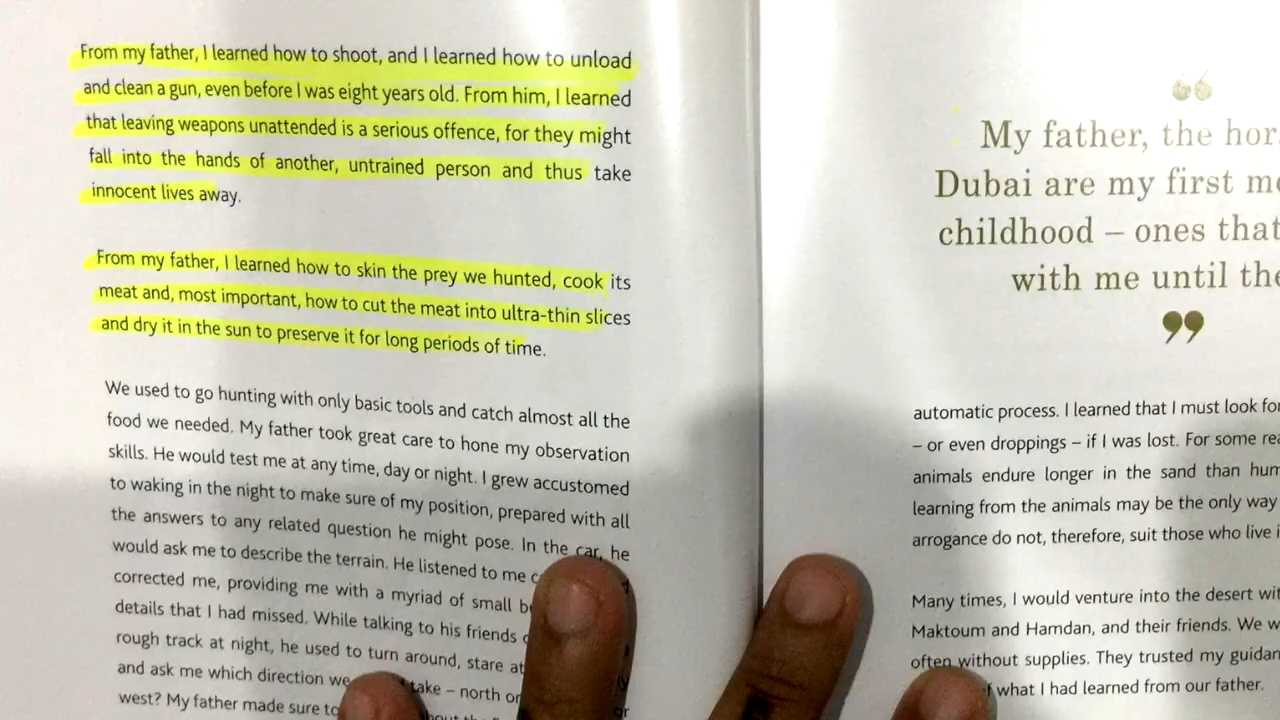 From my father, I learned how to shoot, and I learned how to unload
and clean a gun, even before I was eight years old. From him, I learned
that leaving weapons unattended is a serious offence, for they might
fall into the hands of another, untrained person and thus take
innocent lives away.
From my father, I learned how to skin the prey we hunted, cook its
meat and, most important, how to cut the meat into ultra-thin slices
and dry it in the sun to preserve it for long periods of time.
We used to go hunting with only basic tools and catch almost all the
food we needed. My father took great care to hone my observation
skills. He would test me at any time, day or night. I grew accustomed
to waking in the night to make sure of my position, prepared with all
the answers to any related question he might pose. In the car, he
would ask me to describe the terrain. He listened to me
corrected me, providing me with a myriad of small
details that I had missed. While talking to his friends
rough track at night, he used to turn around, stare at
and ask me which direction we take – north or
west? My father made sure to about the
“
My father, the
Dubai are my first
childhood – ones that
with me until the
”
automatic process. I learned that I must look for
– or even droppings – if I was lost. For some
animals endure longer in the sand than
learning from the animals may be the only way
arrogance do not, therefore, suit those who live
Many times, I would venture into the desert
Maktoum and Hamdan, and their friends. We
often without supplies. They trusted my
of what I had learned from our father.